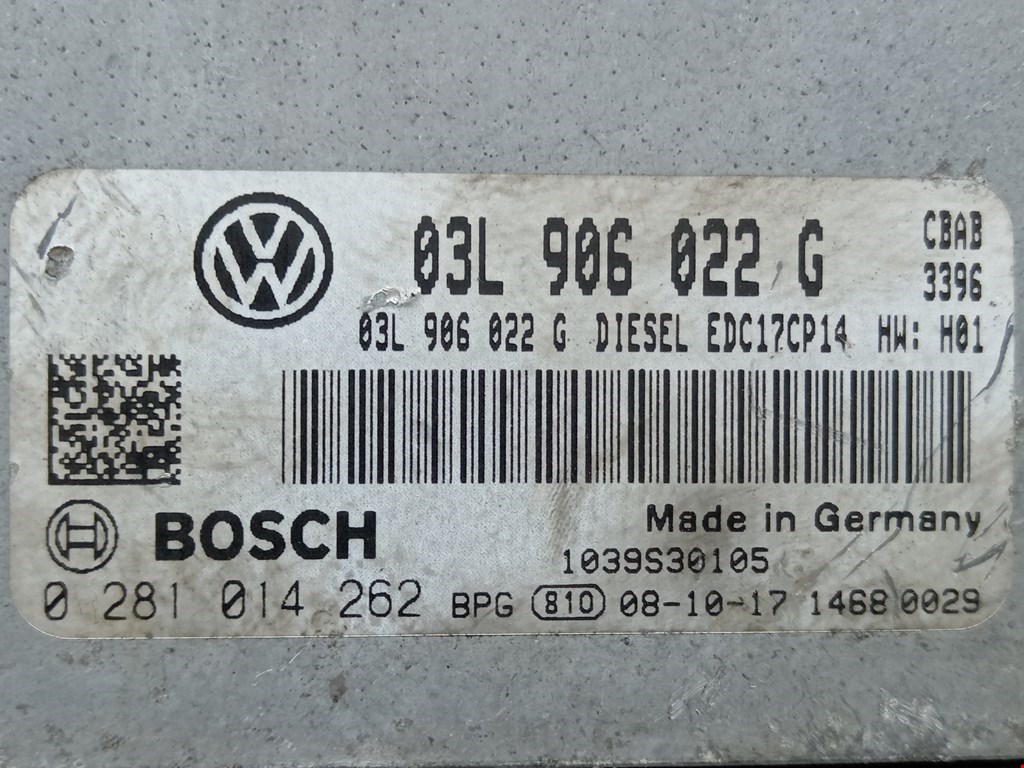 03L 906 022 G
CBAB
3396
03L 906 022 G DIESEL EDC17CP14 HW: H01
BOSCH
Made in Germany
1039S30105
0 281 014 262 BPG 810 08-10-17 1468 0029